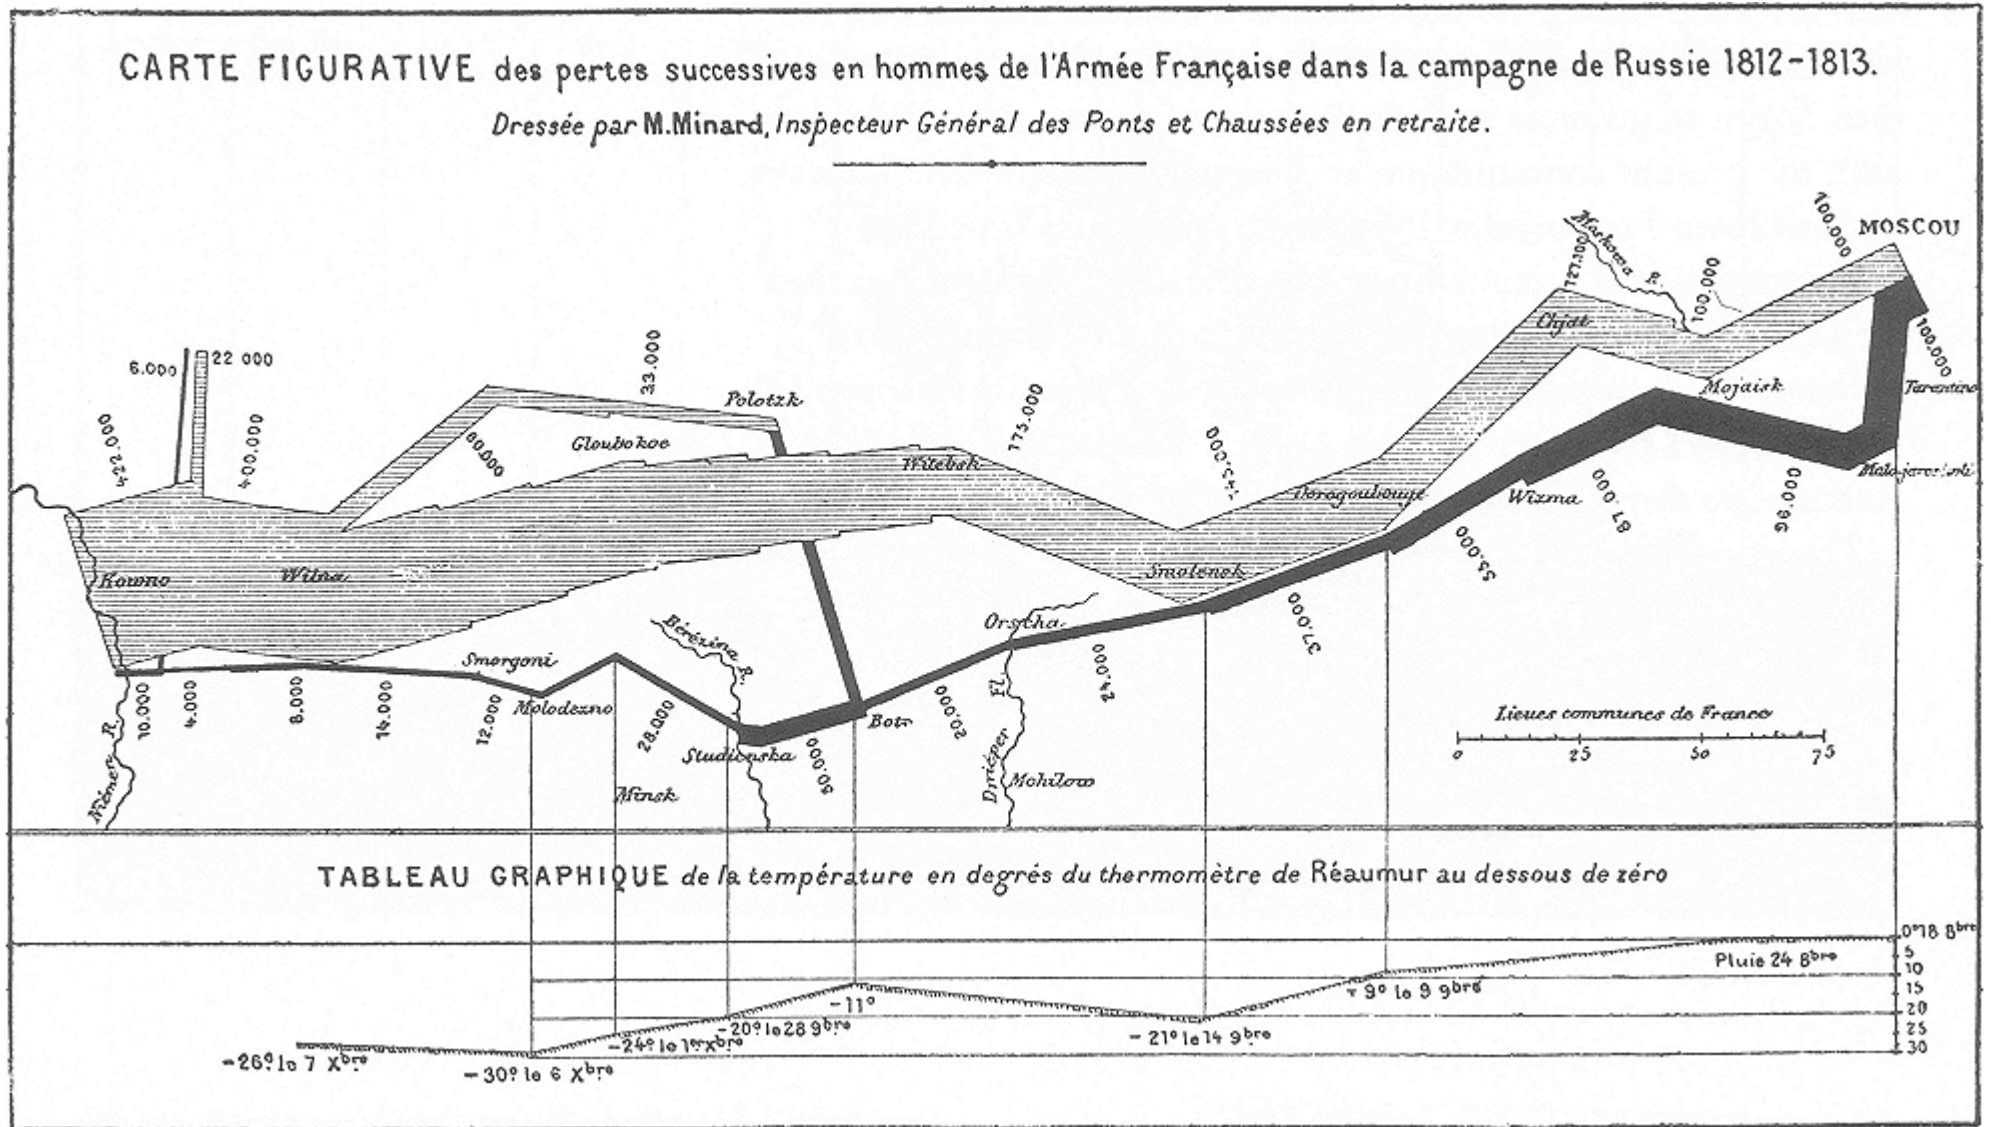 CARTE FIGURATIVE des pertes successives en hommes de l'Armée Française dans la campagne de Russie 1812-1813.
Dressée par M.Minard, Inspecteur Général des Ponts et Chaussées en retraite.
MOSCOU
100.000
Moskowa R.
127.100
100.000
Chjat
100.000
Tarantino
Mojaisk
Malo-jarosl
6.000
22 000
422.000
400.000
33.000
Polotzk
60.000
Gloubokoe
Witebsk
175.000
145.000
Dorogoubouge
Wizma
87.000
96.000
55.000
Kowno
Wilna
Smolensk
37.000
Orscha
24.000
Bérézina R.
Smorgoni
Molodezno
10.000
4.000
8.000
14.000
12.000
28.000
Studienska
Botr
50.000
20.000
Minsk
Niémen R.
Dniéper Fl.
Mohilow
Lieues communes de France
0 25 50 75
TABLEAU GRAPHIQUE de la température en degrés du thermomètre de Réaumur au dessous de zéro
0° 18 8bre
5
10
15
20
25
30
Pluie 24 8bre
- 9° le 9 9bre
- 21° le 14 9bre
- 11°
- 20° le 28 9bre
- 24° le 1er Xbre
- 30° le 6 Xbre
- 26° le 7 Xbre